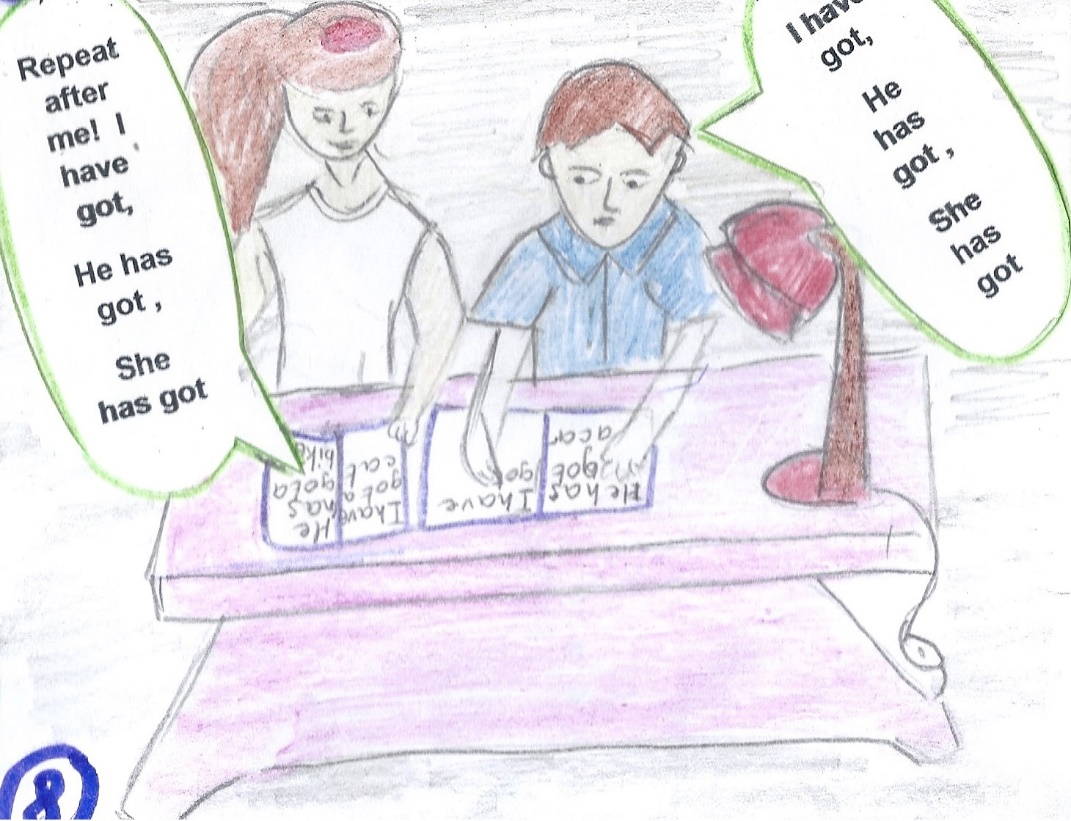 Repeat
after
me! I
have
got,
He has
got ,
She
has got
I have
got,
He
has
got ,
She
has
got
He
has
got a
bike
I have
got a
cat
I have
got
He has
got
a car
8